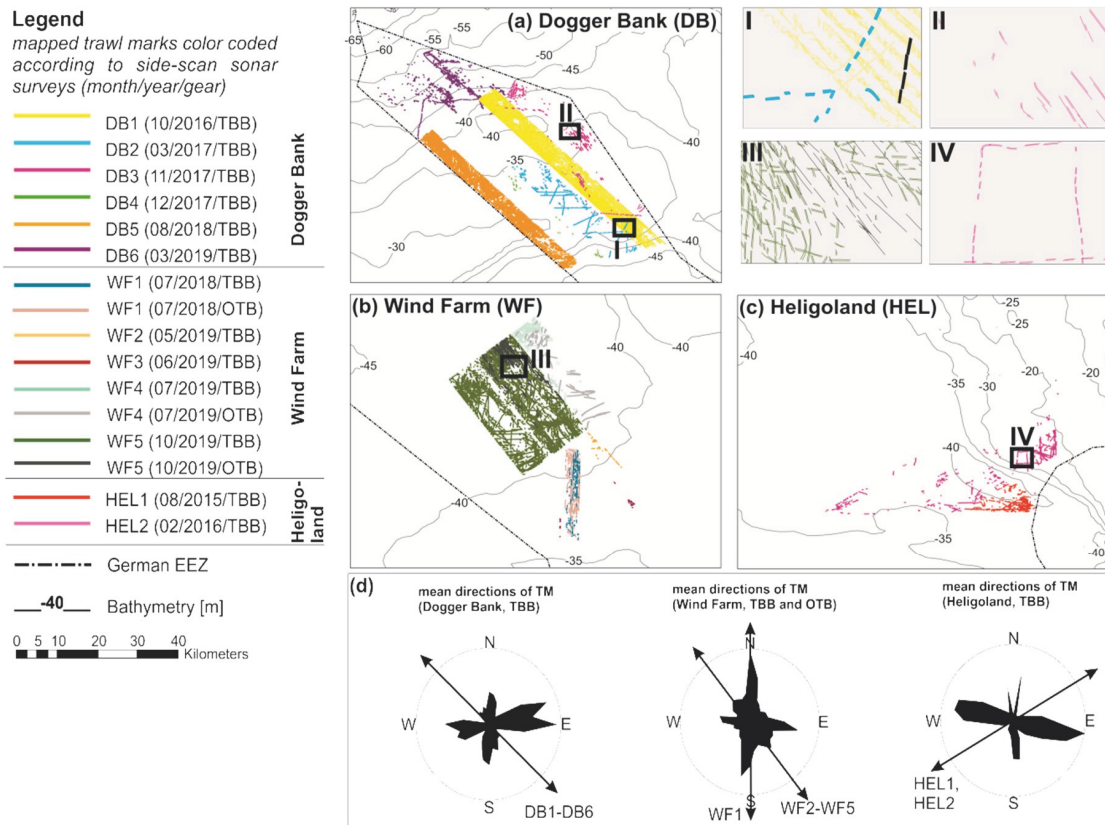 Legend
mapped trawl marks color coded
according to side-scan sonar
surveys (month/year/gear)
DB1 (10/2016/TBB)
DB2 (03/2017/TBB)
DB3 (11/2017/TBB)
DB4 (12/2017/TBB)
DB5 (08/2018/TBB)
DB6 (03/2019/TBB)
Dogger Bank
WF1 (07/2018/TBB)
WF1 (07/2018/OTB)
WF2 (05/2019/TBB)
WF3 (06/2019/TBB)
WF4 (07/2019/TBB)
WF4 (07/2019/OTB)
WF5 (10/2019/TBB)
WF5 (10/2019/OTB)
Wind Farm
HEL1 (08/2015/TBB)
HEL2 (02/2016/TBB)
Heligo-
land
German EEZ
-40 Bathymetry [m]
0 5 10 20 30 40
Kilometers
(a) Dogger Bank (DB)
-65
-60
-55
-55
-50
-45
-40
-40
-40
-35
-40
-30
-40
-45
II
I
I
II
III
IV
(b) Wind Farm (WF)
-45
-40
-40
-40
-35
III
(c) Heligoland (HEL)
-40
-25
-25
-20
-20
-30
-35
-40
-40
IV
(d)
mean directions of TM
(Dogger Bank, TBB)
N
W
E
S
DB1-DB6
mean directions of TM
(Wind Farm, TBB and OTB)
N
W
E
S
WF1
WF2-WF5
mean directions of TM
(Heligoland, TBB)
N
W
E
S
HEL1,
HEL2